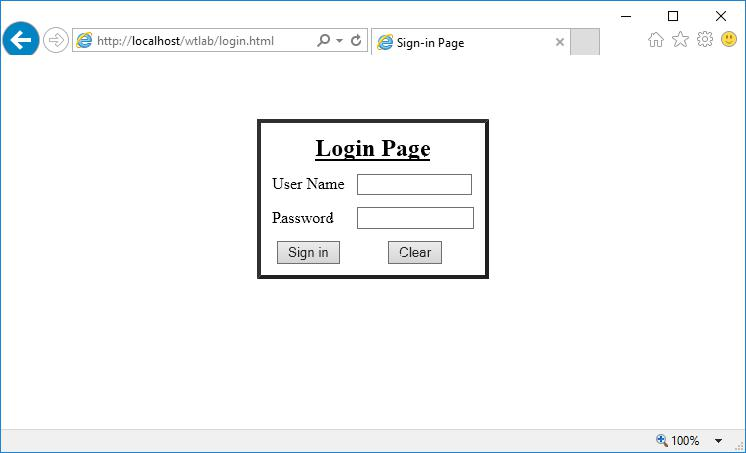 http://localhost/wtlab/login.html
Sign-in Page
Login Page
User Name
Password
Sign in Clear
100%